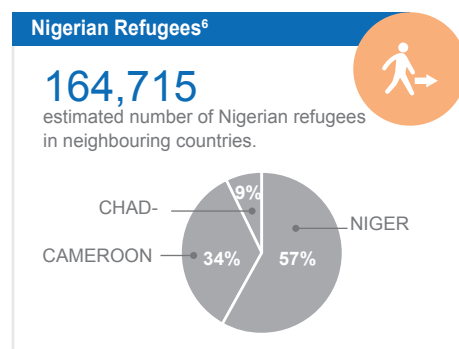 Nigerian Refugees⁶
164,715
estimated number of Nigerian refugees
in neighbouring countries.
9%
CHAD-
NIGER
CAMEROON
34%
57%